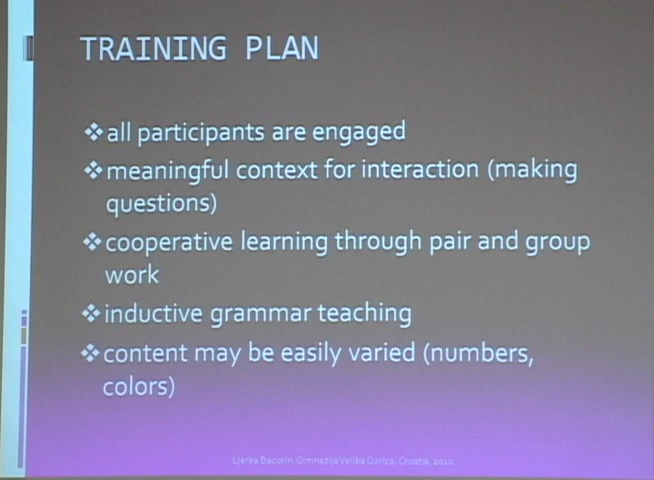 TRAINING PLAN
❖ all participants are engaged
❖ meaningful context for interaction (making
questions)
❖ cooperative learning through pair and group
work
❖ inductive grammar teaching
❖ content may be easily varied (numbers,
colors)
Ljerka Bacurin, Gimnazija Velika Gorica, Croatia, 2010